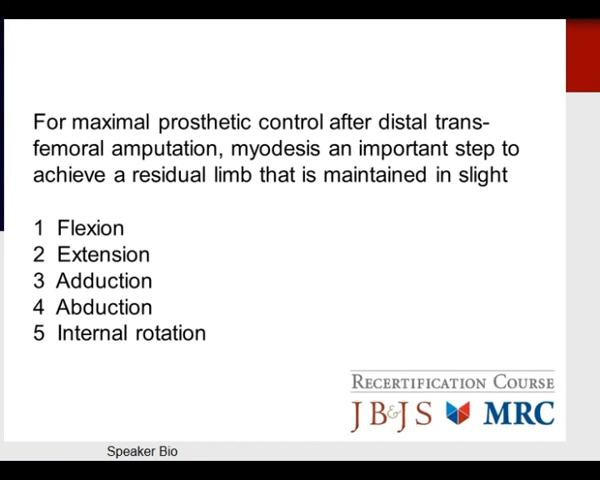 For maximal prosthetic control after distal trans-
femoral amputation, myodesis an important step to
achieve a residual limb that is maintained in slight
1 Flexion
2 Extension
3 Adduction
4 Abduction
5 Internal rotation
RECERTIFICATION COURSE
JB&JS MRC
Speaker Bio